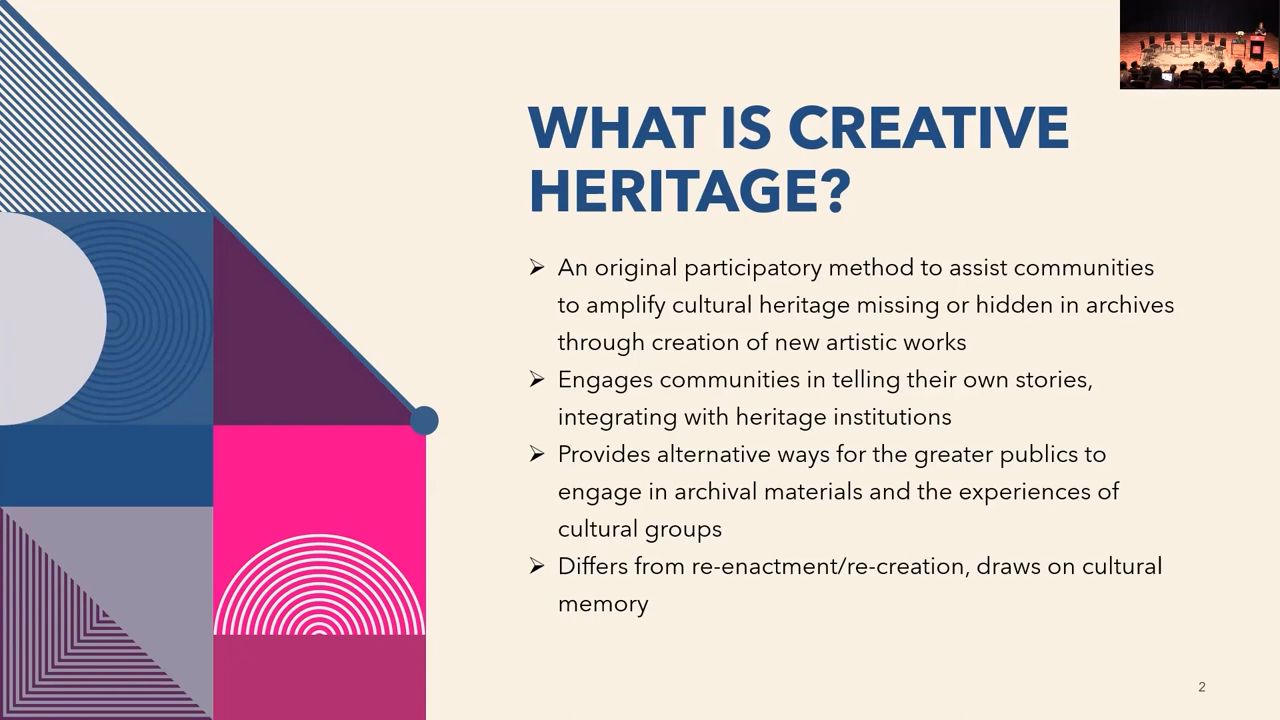 WHAT IS CREATIVE
HERITAGE?
➢ An original participatory method to assist communities
to amplify cultural heritage missing or hidden in archives
through creation of new artistic works
➢ Engages communities in telling their own stories,
integrating with heritage institutions
➢ Provides alternative ways for the greater publics to
engage in archival materials and the experiences of
cultural groups
➢ Differs from re-enactment/re-creation, draws on cultural
memory
2